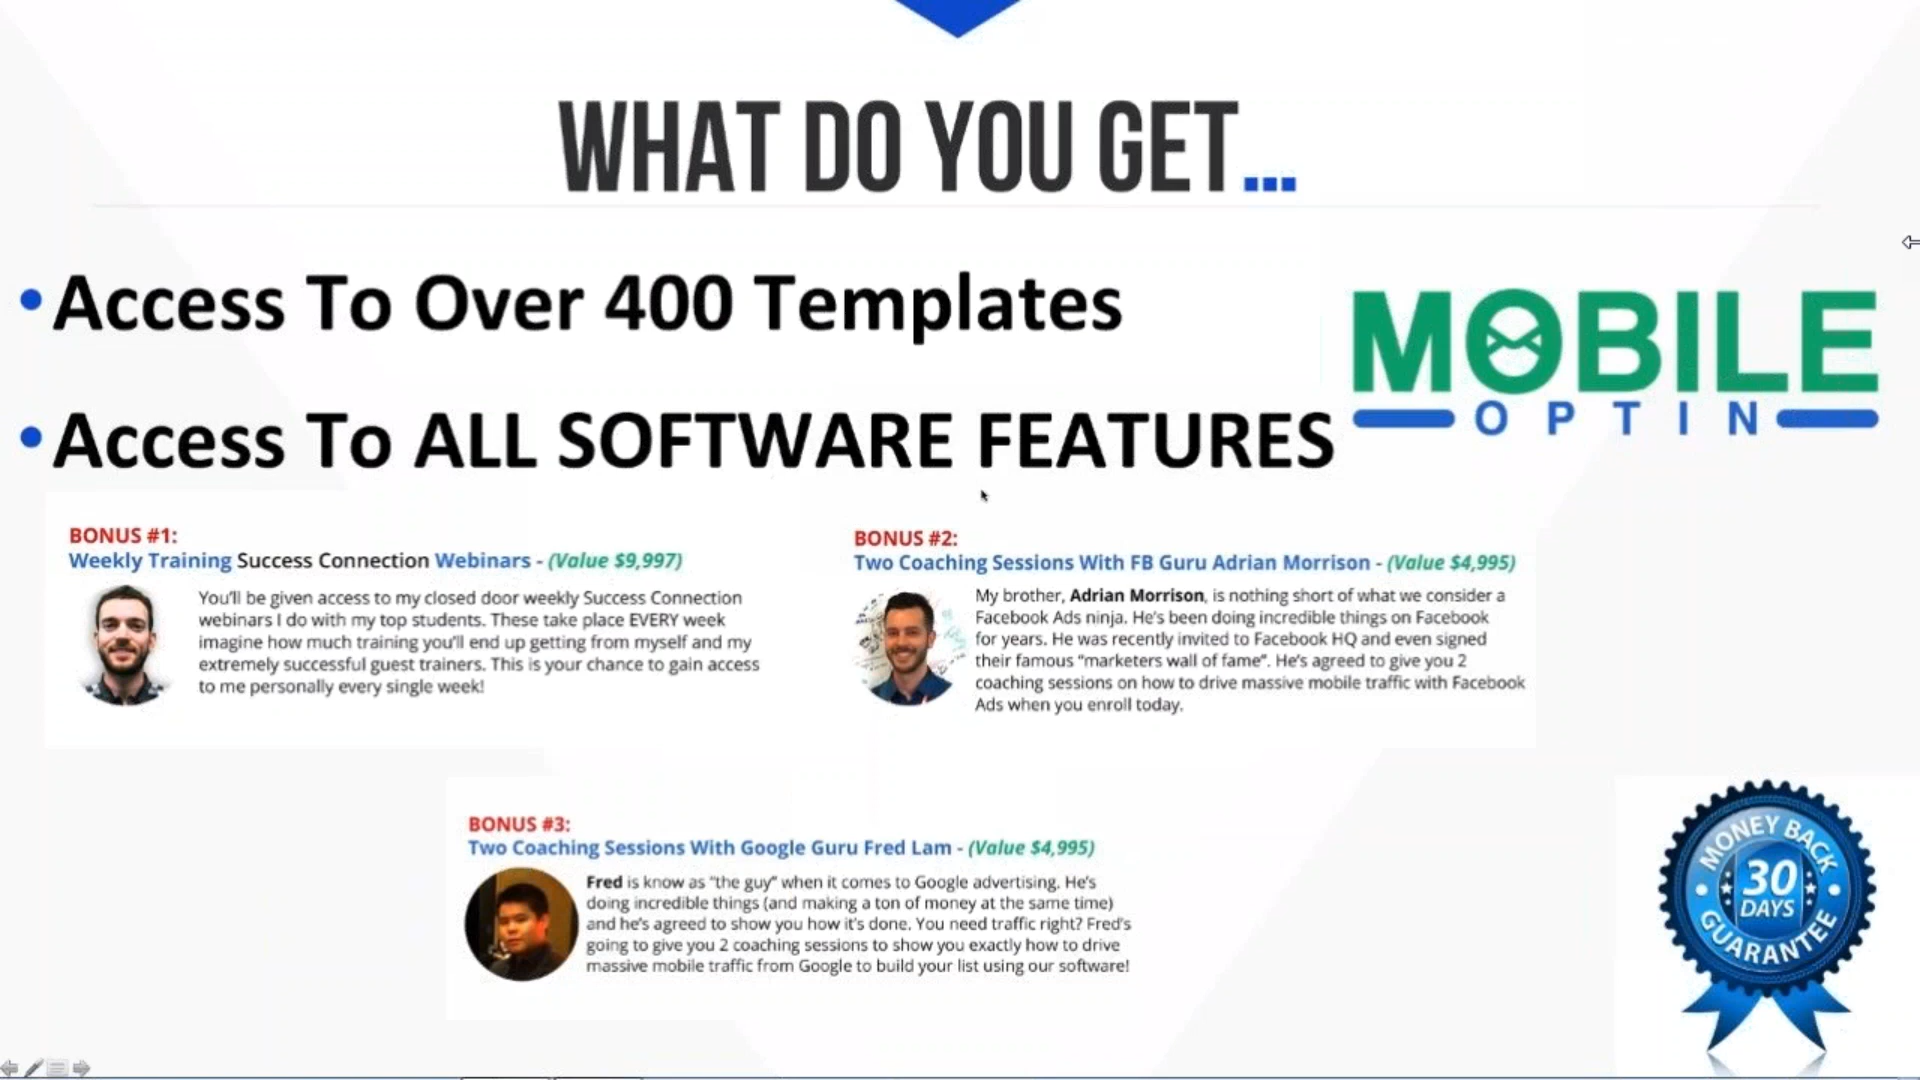 WHAT DO YOU GET...
•Access To Over 400 Templates
•Access To ALL SOFTWARE FEATURES
MOBILE
OPTIN
BONUS #1:
Weekly Training Success Connection Webinars - (Value $9,997)
You'll be given access to my closed door weekly Success Connection
webinars I do with my top students. These take place EVERY week
imagine how much training you'll end up getting from myself and my
extremely successful guest trainers. This is your chance to gain access
to me personally every single week!
BONUS #2:
Two Coaching Sessions With FB Guru Adrian Morrison - (Value $4,995)
My brother, Adrian Morrison, is nothing short of what we consider a
Facebook Ads ninja. He's been doing incredible things on Facebook
for years. He was recently invited to Facebook HQ and even signed
their famous "marketers wall of fame". He's agreed to give you 2
coaching sessions on how to drive massive mobile traffic with Facebook
Ads when you enroll today.
BONUS #3:
Two Coaching Sessions With Google Guru Fred Lam - (Value $4,995)
Fred is know as "the guy" when it comes to Google advertising. He's
doing incredible things (and making a ton of money at the same time)
and he's agreed to show you how it's done. You need traffic right? Fred's
going to give you 2 coaching sessions to show you exactly how to drive
massive mobile traffic from Google to build your list using our software!
MONEY BACK
30
DAYS
GUARANTEE